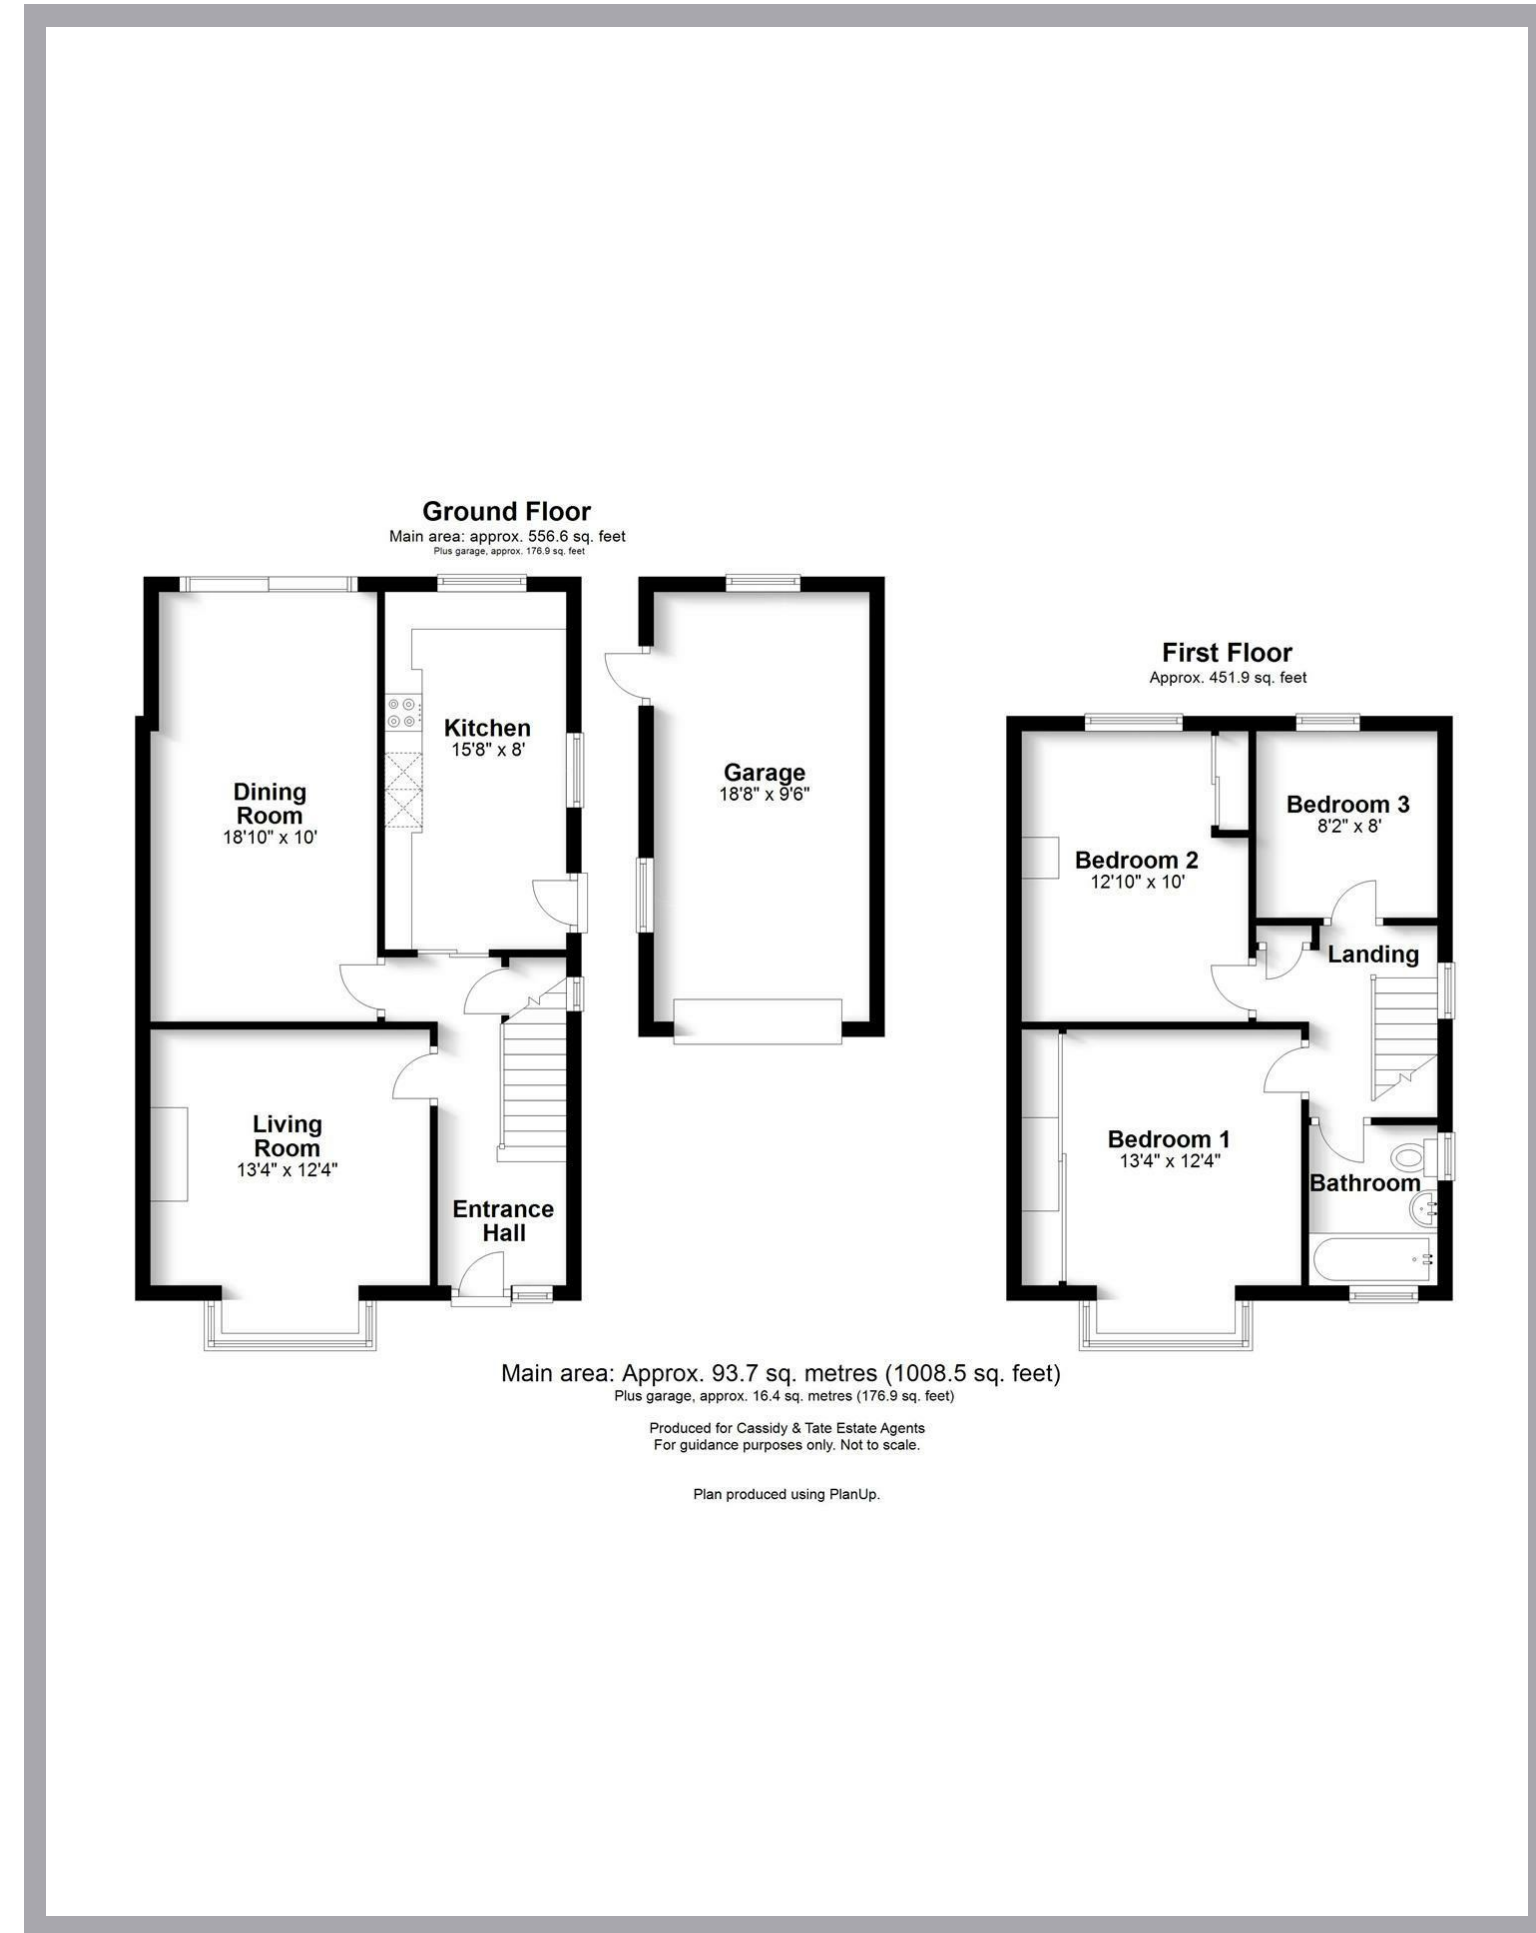 Ground Floor
Main area: approx. 556.6 sq. feet
Plus garage, approx. 176.9 sq. feet
Kitchen
15'8" x 8'
Dining
Room
18'10" x 10'
Garage
18'8" x 9'6"
Living
Room
13'4" x 12'4"
Entrance
Hall
First Floor
Approx. 451.9 sq. feet
Bedroom 3
8'2" x 8'
Bedroom 2
12'10" x 10'
Landing
Bedroom 1
13'4" x 12'4"
Bathroom
Main area: Approx. 93.7 sq. metres (1008.5 sq. feet)
Plus garage, approx. 16.4 sq. metres (176.9 sq. feet)
Produced for Cassidy & Tate Estate Agents
For guidance purposes only. Not to scale.
Plan produced using PlanUp.